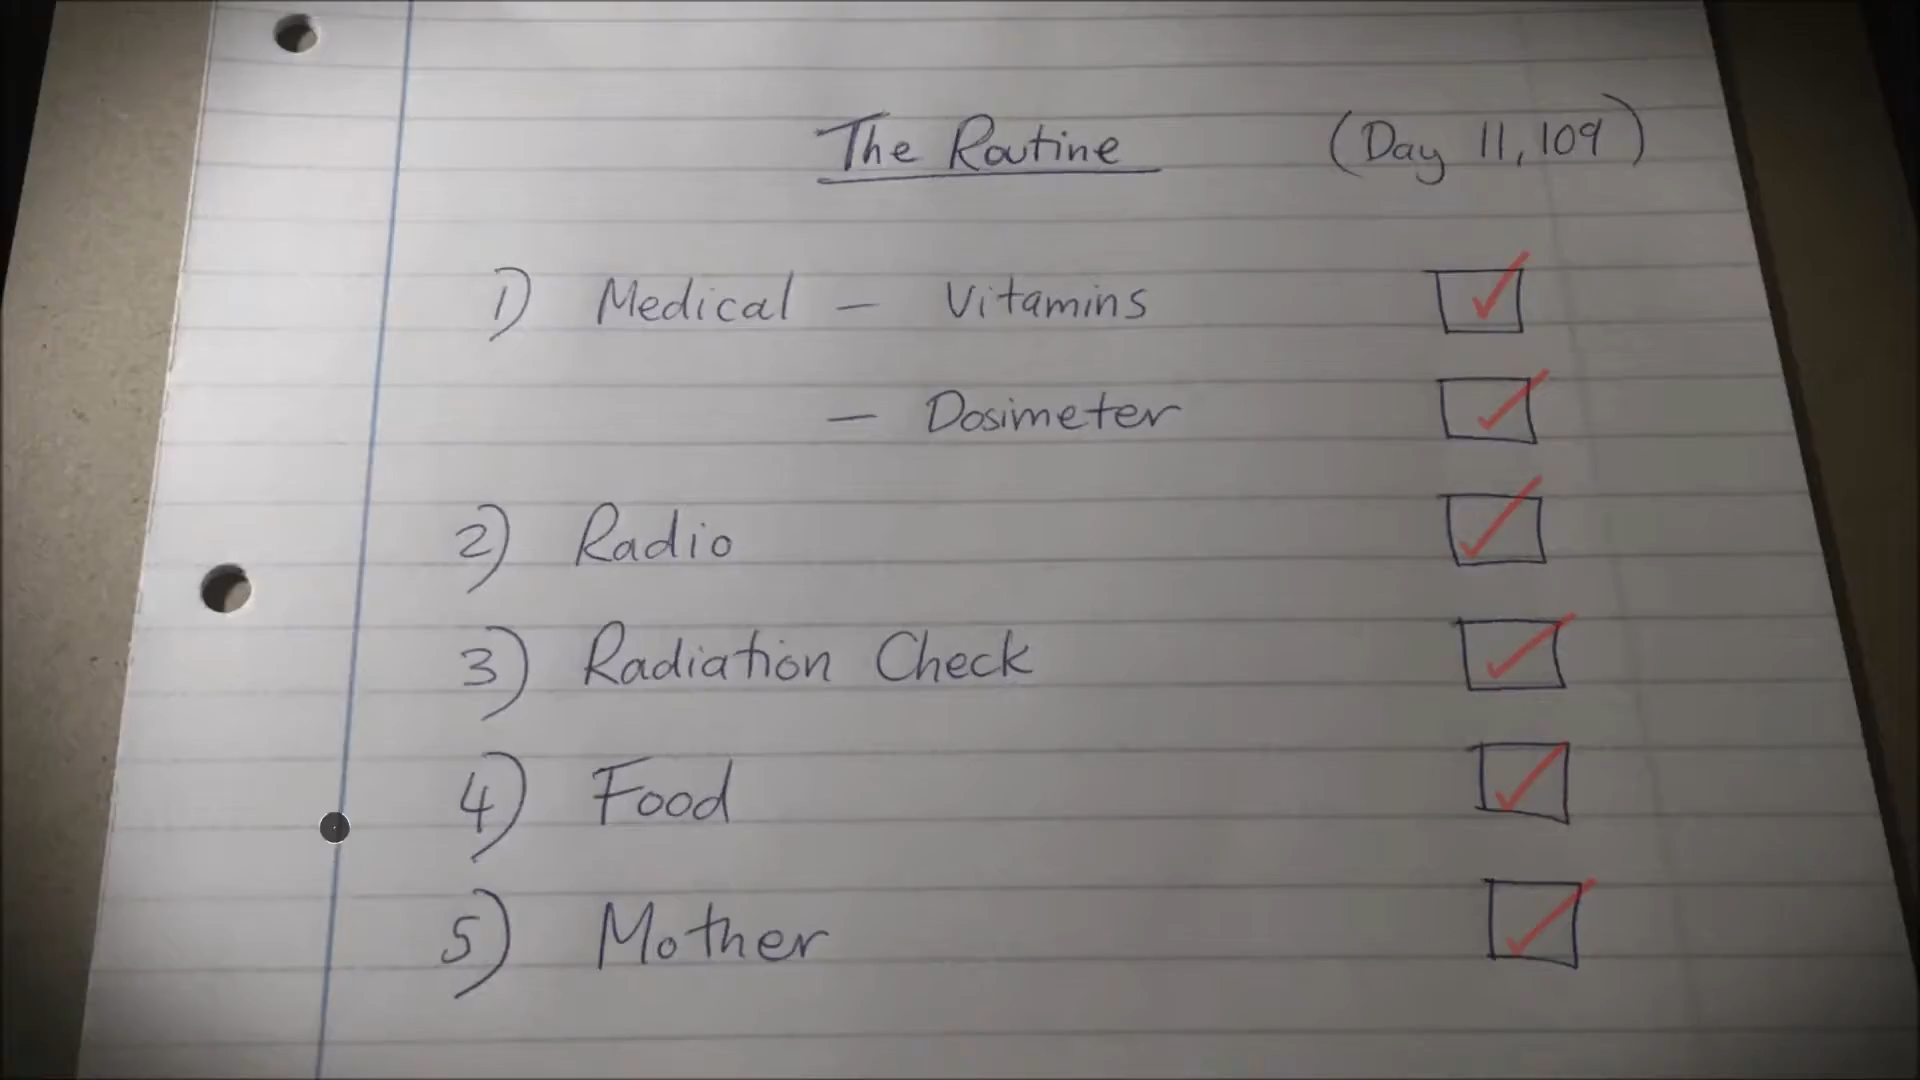 The Routine (Day 11,109)
1) Medical – Vitamins
– Dosimeter
2) Radio
3) Radiation Check
4) Food
5) Mother